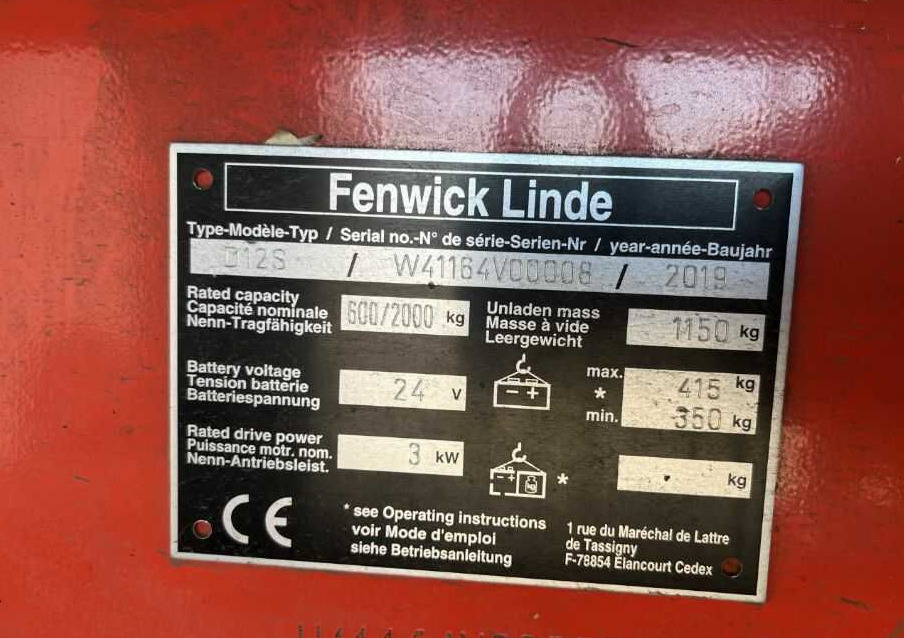 Fenwick Linde
Type-Modèle-Typ / Serial no.-N° de série-Serien-Nr / year-année-Baujahr
D12S / W41164V00008 / 2019
Rated capacity
Capacité nominale
Nenn-Tragfähigkeit
600/2000 kg
Unladen mass
Masse à vide
Leergewicht
1150 kg
Battery voltage
Tension batterie
Batteriespannung
24 V
- +
max. 415 kg
*
min. 350 kg
Rated drive power
Puissance motr. nom.
Nenn-Antriebsleist.
3 kW
- + kg
* kg
CE
* see Operating instructions
voir Mode d'emploi
siehe Betriebsanleitung
1 rue du Maréchal de Lattre
de Tassigny
F-78854 Élancourt Cedex